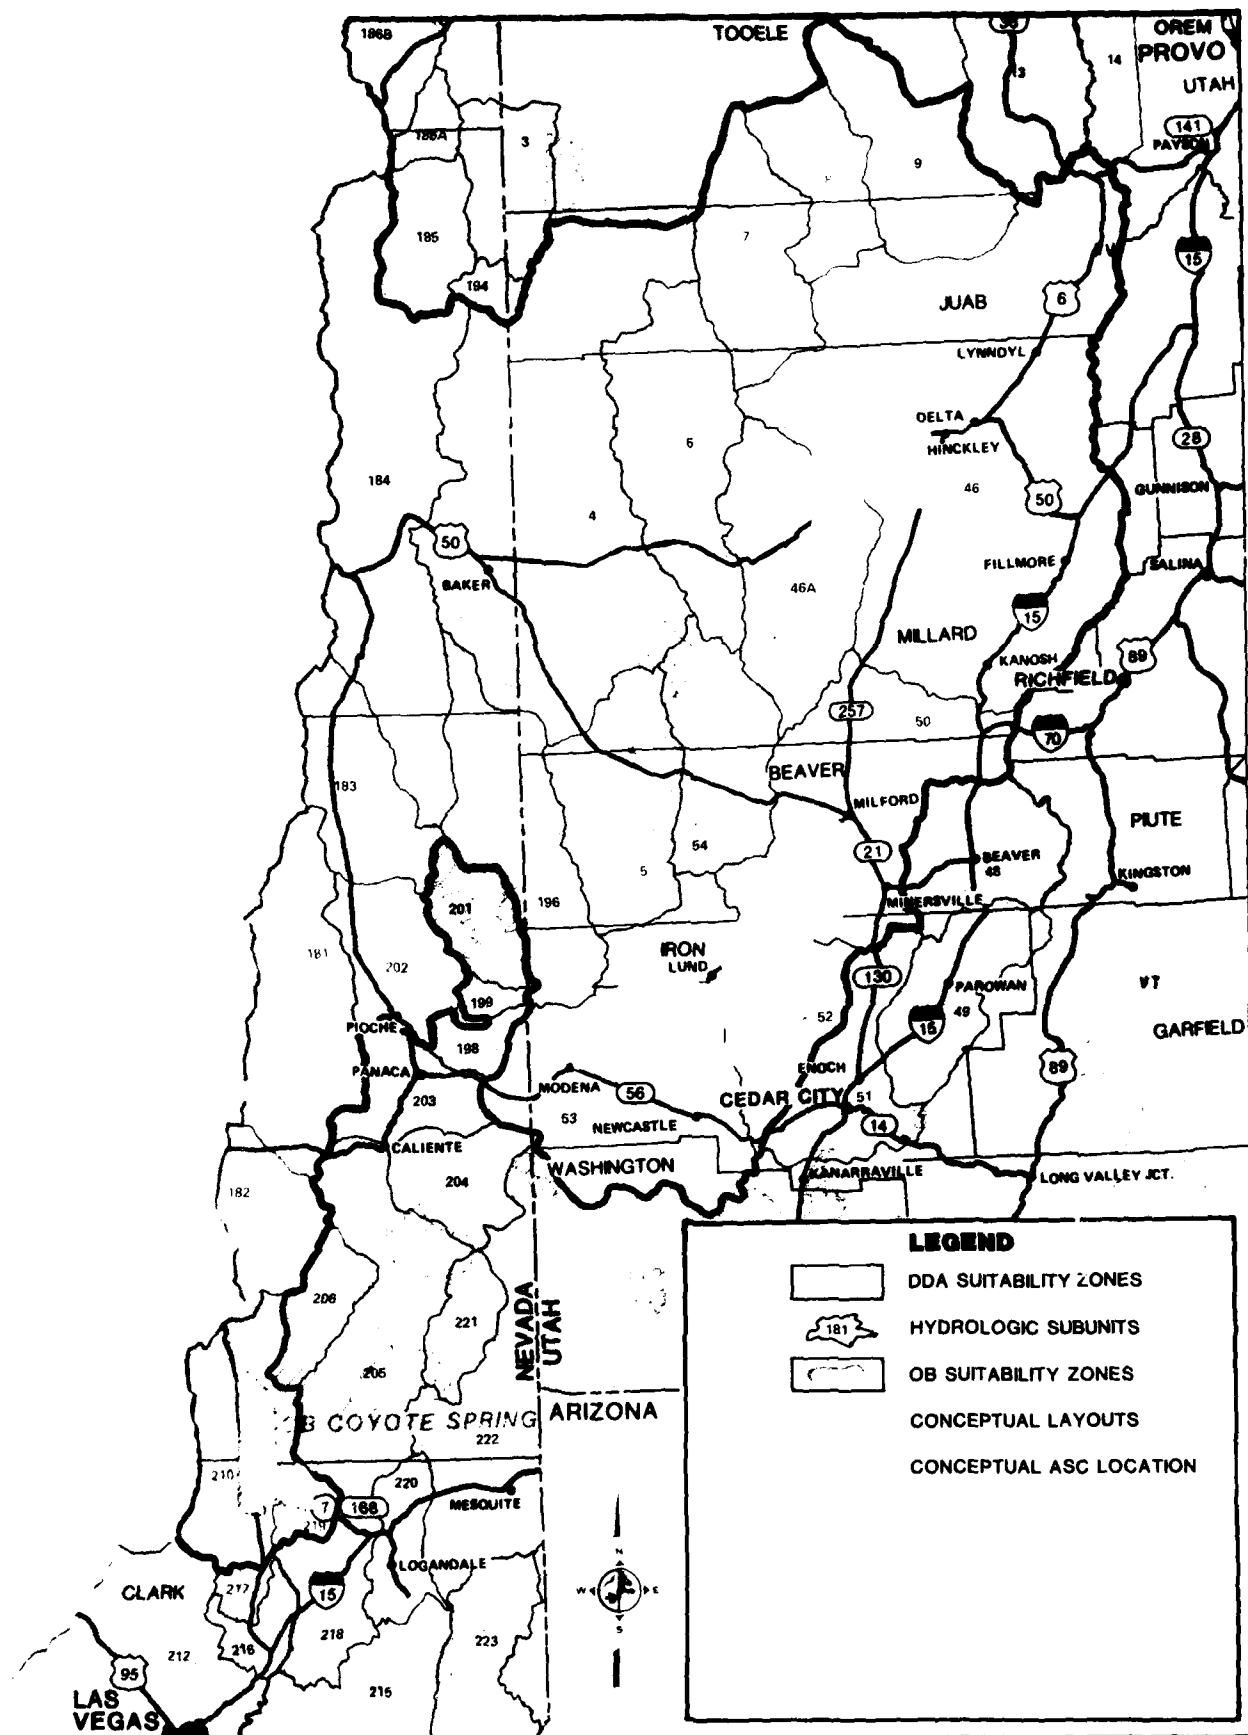 186B
TOOELE
36
OREM
PROVO
UTAH
13
14
186A
3
9
141
PAYSON
185
7
194
15
JUAB
6
LYNNDYL
DELTA
HINCKLEY
28
6
184
46
50
GUNNISON
4
50
BAKER
46A
FILLMORE
SALINA
15
MILLARD
KANOSH
89
RICHFIELD
257
50
70
183
BEAVER
MILFORD
PIUTE
54
21
BEAVER
48
5
KINGSTON
201
196
MINERSVILLE
181
202
IRON
LUND
130
PAROWAN
49
199
52
15
GARFIELD
PIOCHE
198
PANACA
ENOCH
89
MODENA
56
CEDAR CITY
51
203
53
NEWCASTLE
14
CALIENTE
WASHINGTON
KANARRAVILLE
LONG VALLEY JCT.
182
204
206
221
NEVADA
UTAH
205
COYOTE SPRING
ARIZONA
222
210
220
7
168
219
MESQUITE
LOGANDALE
CLARK
217
15
N
W
E
S
212
216
218
223
95
215
LAS
VEGAS
LEGEND
DDA SUITABILITY ZONES
181
HYDROLOGIC SUBUNITS
OB SUITABILITY ZONES
CONCEPTUAL LAYOUTS
CONCEPTUAL ASC LOCATION